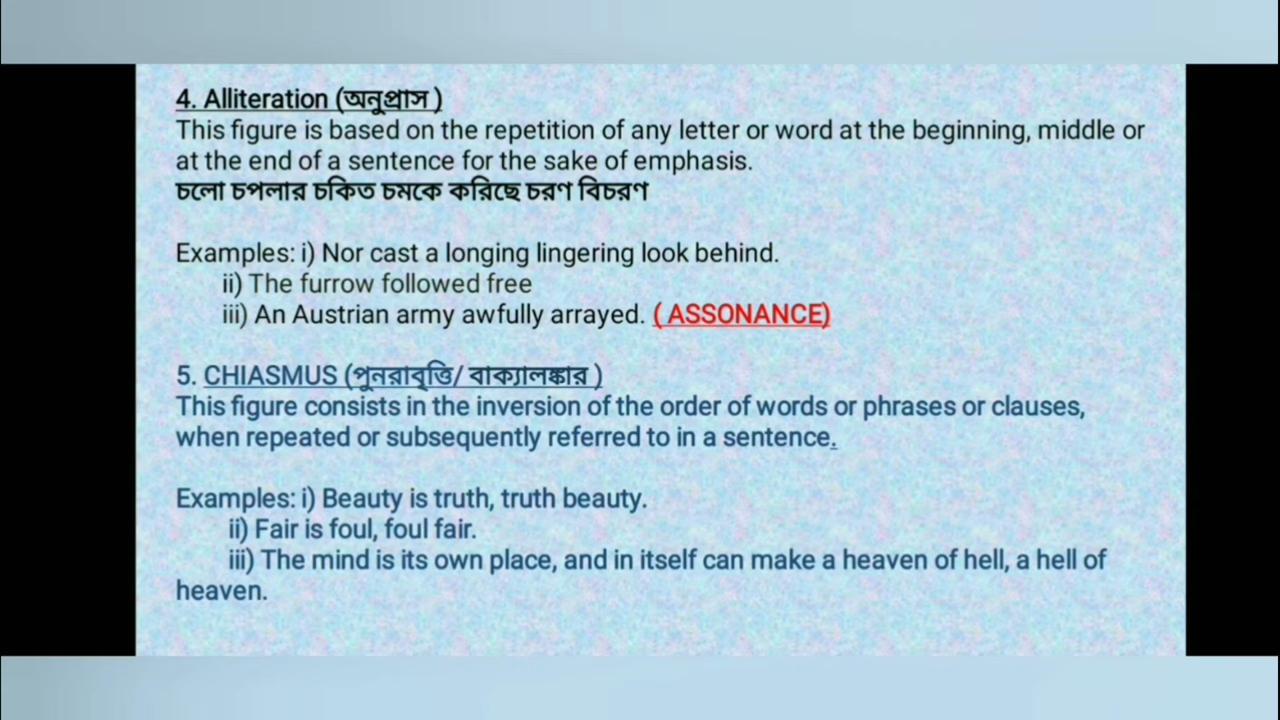 4. Alliteration (অনুপ্রাস )
This figure is based on the repetition of any letter or word at the beginning, middle or
at the end of a sentence for the sake of emphasis.
চলো চপলার চকিত চমকে করিছে চরণ বিচরণ
Examples: i) Nor cast a longing lingering look behind.
ii) The furrow followed free
iii) An Austrian army awfully arrayed. ( ASSONANCE)
5. CHIASMUS (পুনরাবৃত্তি/ বাক্যালঙ্কার )
This figure consists in the inversion of the order of words or phrases or clauses,
when repeated or subsequently referred to in a sentence.
Examples: i) Beauty is truth, truth beauty.
ii) Fair is foul, foul fair.
iii) The mind is its own place, and in itself can make a heaven of hell, a hell of
heaven.